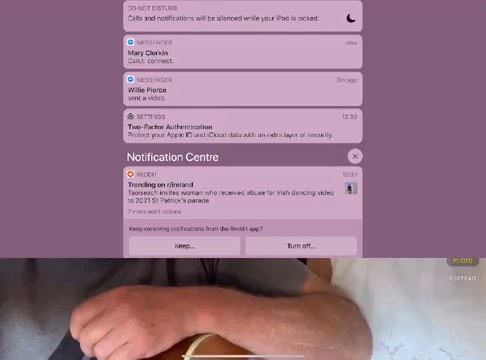 DO NOT DISTURB
Calls and notifications will be silenced while your iPad is locked.
MESSENGER now
Mary Clerkin
Can.t. connect.
MESSENGER 3m ago
Willie Pierce
sent a video.
SETTINGS 12:30
Two-Factor Authentication
Protect your Apple ID and iCloud data with an extra layer of security.
Notification Centre
REDDIT 10:31
Trending on r/ireland
Taoiseach invites woman who received abuse for Irish dancing video
to 2021 St Patrick's parade
7 more notifications
Keep receiving notifications from the Reddit app?
Keep...
Turn off...
PHOTO
PORTRAIT